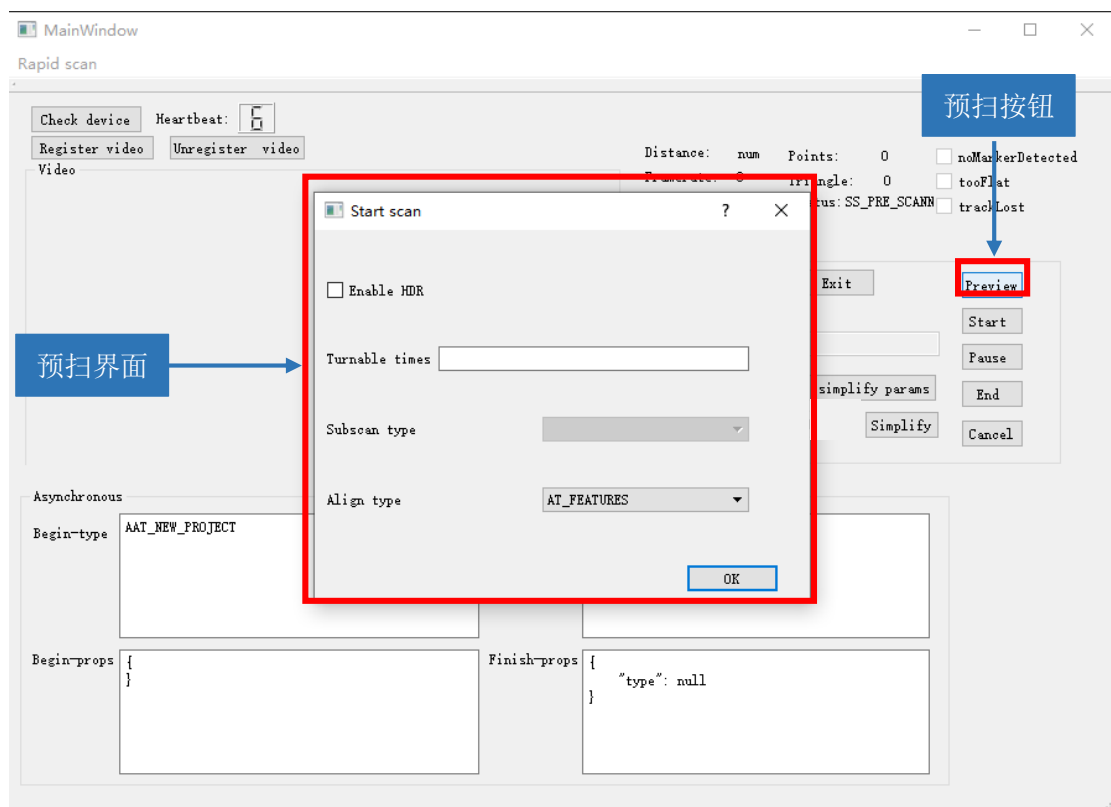 MainWindow
Rapid scan
预扫按钮
Check device Heartbeat: 6
Register video Unregister video
Video
Distance: num Points: 0 noMarkerDetected
Framerate: 0 Triangle: 0 tooFlat
SS_PRE_SCANN trackLost
Start scan ?
Exit Preview
Enable HDR
Start
预扫界面
Turnable times
Pause
simplify params End
Subscan type Simplify Cancel
Align type AT_FEATURES
OK
Asynchronous
Begin-type AAT_NEW_PROJECT
Begin-props {
}
Finish-props {
"type": null
}